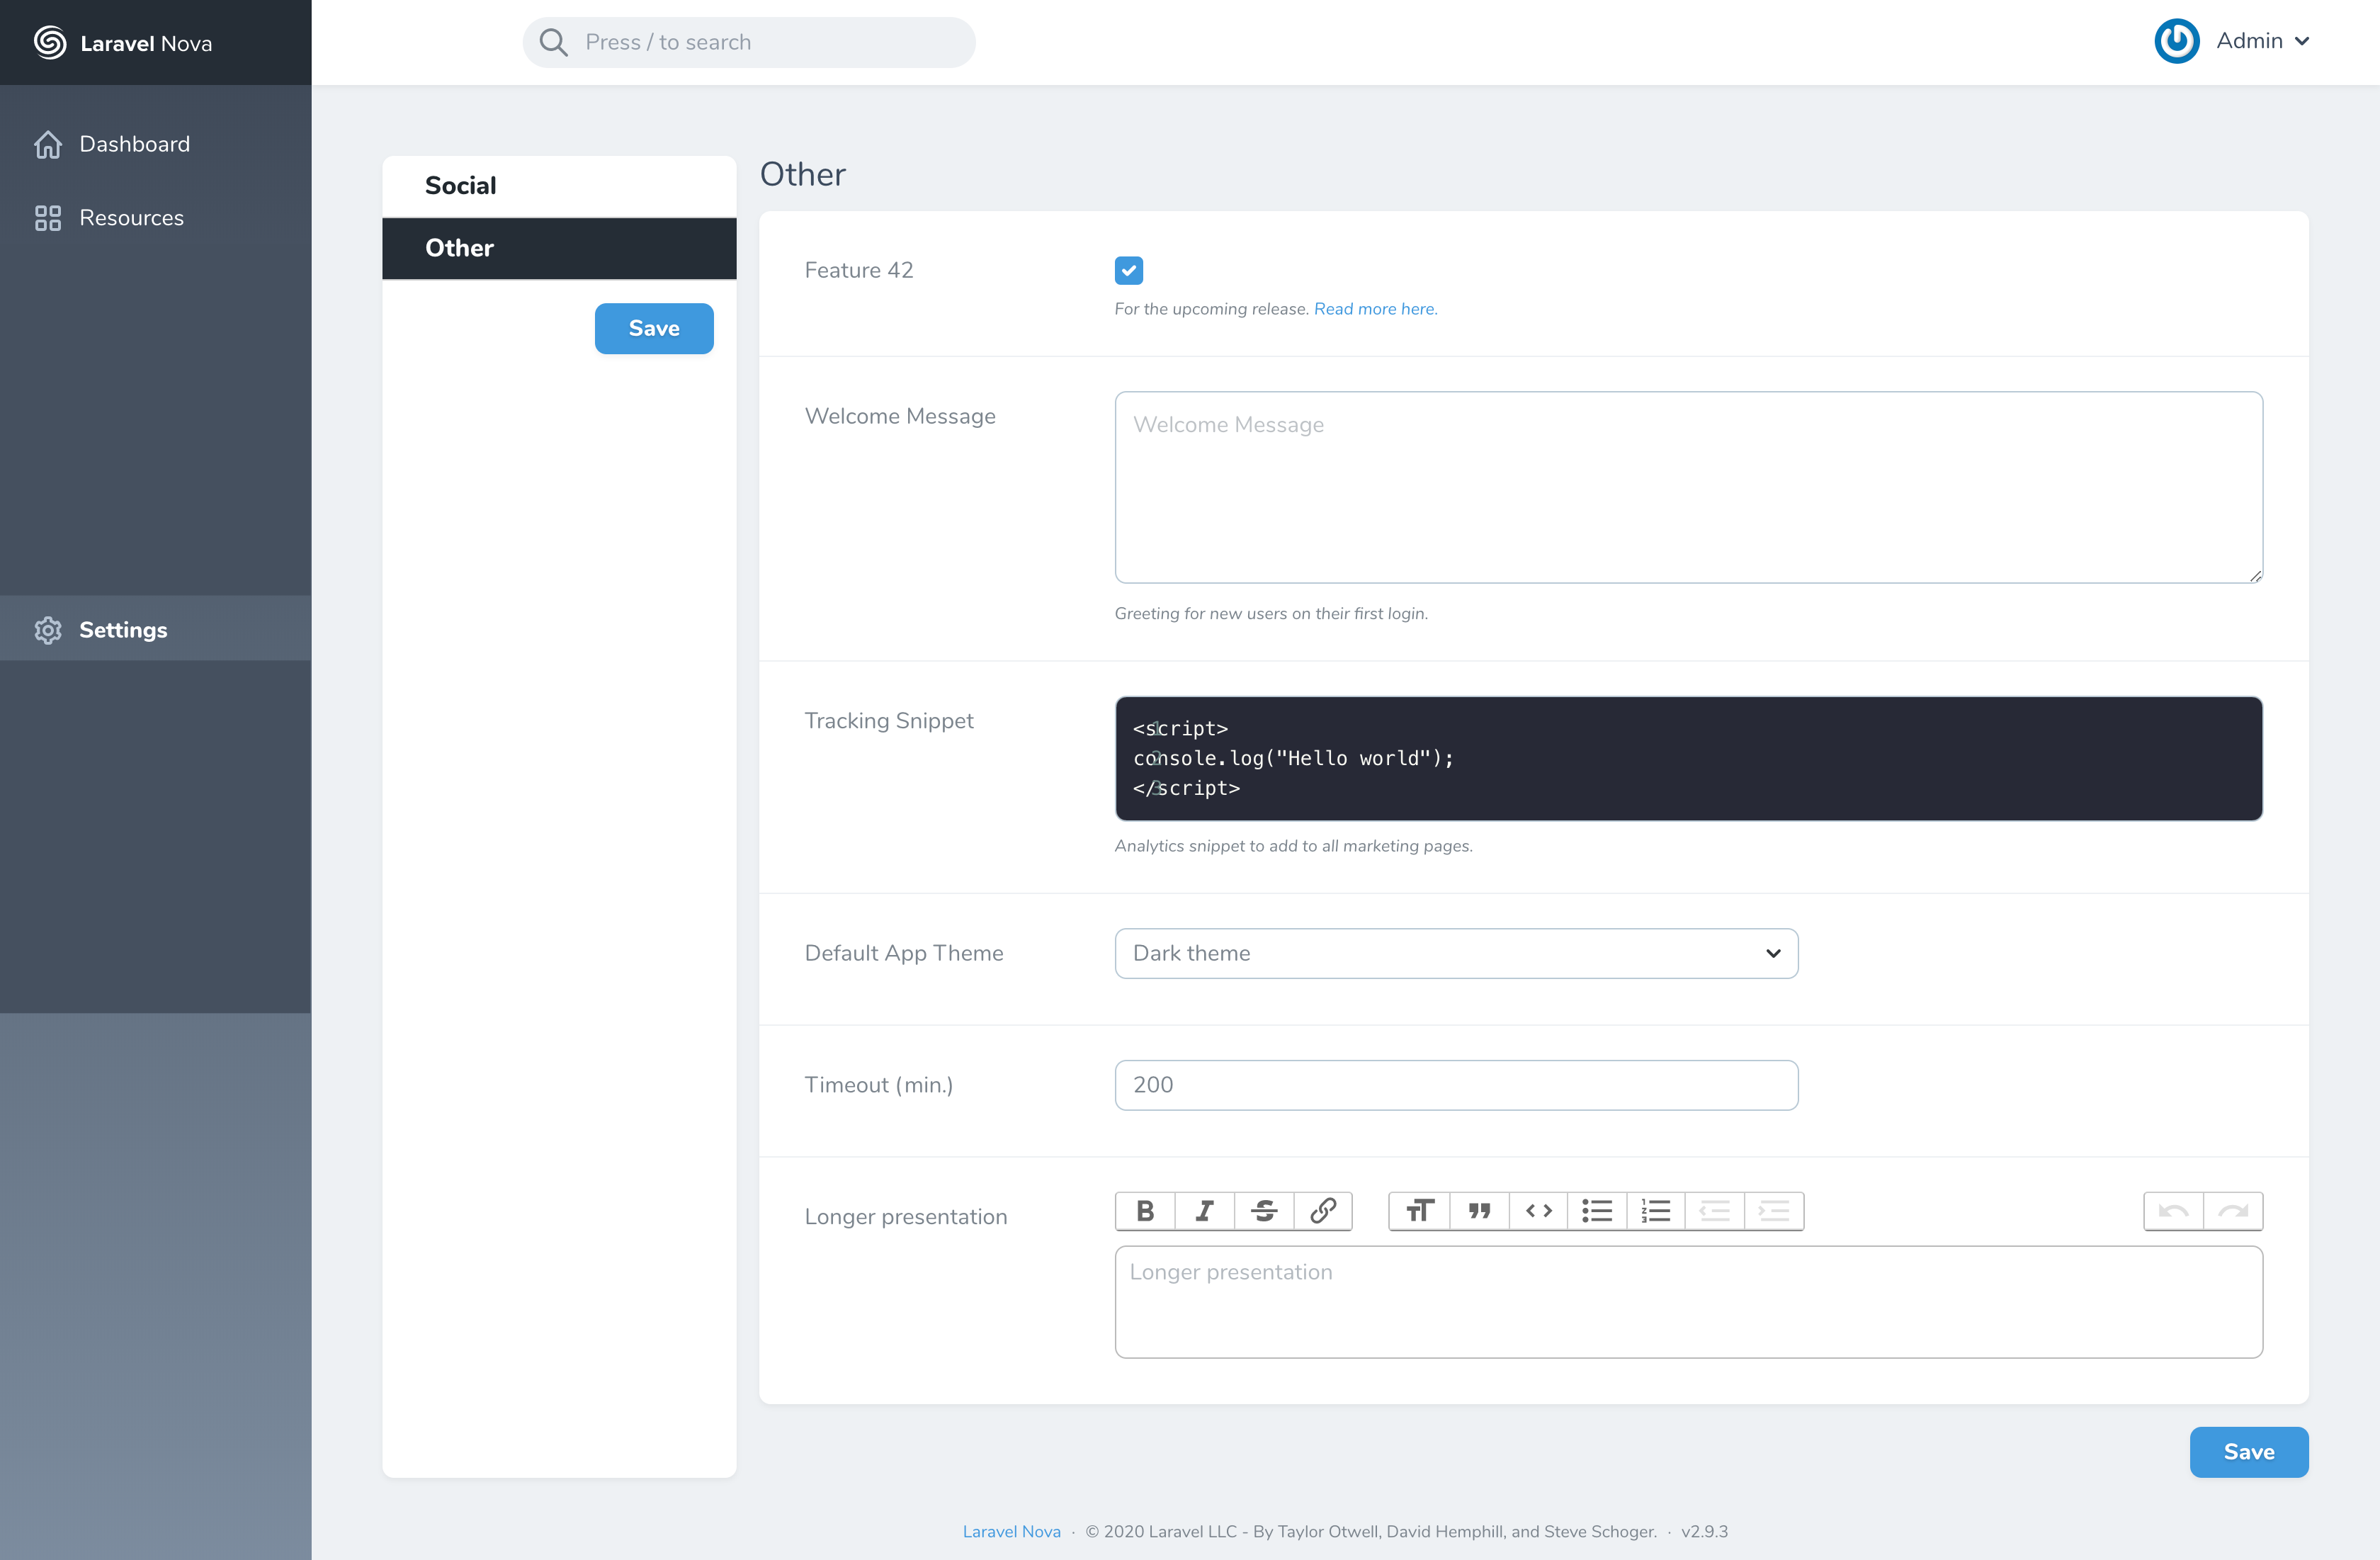 Laravel Nova
Press / to search
Admin
Dashboard
Resources
Settings
Social
Other
Save
Other
Feature 42
For the upcoming release. Read more here.
Welcome Message
Welcome Message
Greeting for new users on their first login.
Tracking Snippet
1 <script>
2 console.log("Hello world");
3 </script>
Analytics snippet to add to all marketing pages.
Default App Theme
Dark theme
Timeout (min.)
200
Longer presentation
Longer presentation
Save
Laravel Nova · © 2020 Laravel LLC - By Taylor Otwell, David Hemphill, and Steve Schoger. · v2.9.3